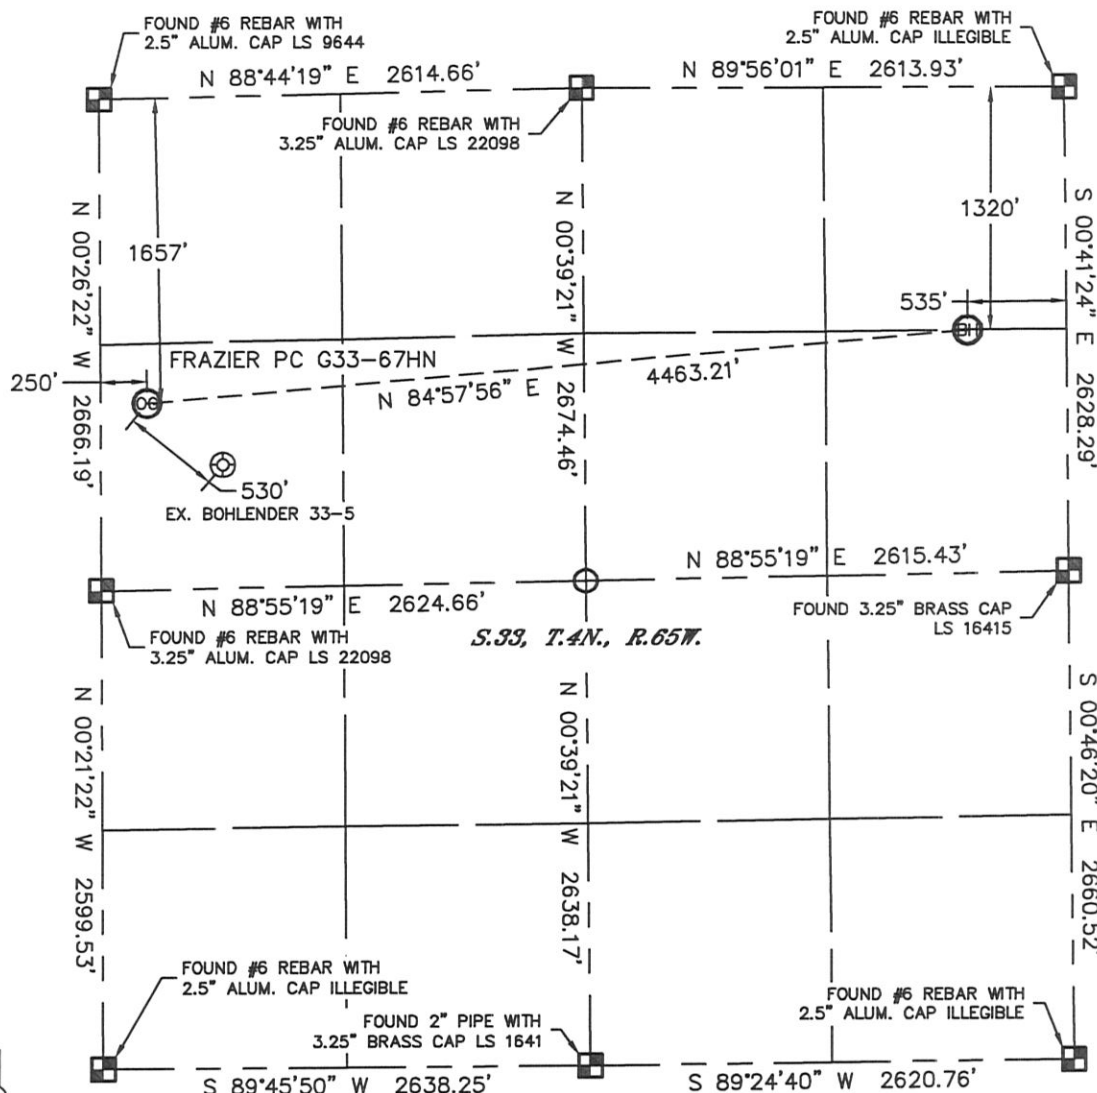 FOUND #6 REBAR WITH
2.5" ALUM. CAP LS 9644
FOUND #6 REBAR WITH
2.5" ALUM. CAP ILLEGIBLE
N 88°44'19" E 2614.66'
N 89°56'01" E 2613.93'
FOUND #6 REBAR WITH
3.25" ALUM. CAP LS 22098
N 00°26'22" W 2666.19'
1657'
N 00°39'21" W 2674.46'
1320'
S 00°41'24" E 2628.29'
535'
BH
FRAZIER PC G33-67HN
250'
OG
N 84°57'56" E 4463.21'
530'
EX. BOHLENDER 33-5
N 88°55'19" E 2624.66'
N 88°55'19" E 2615.43'
FOUND #6 REBAR WITH
3.25" ALUM. CAP LS 22098
S.33, T.4N., R.65W.
FOUND 3.25" BRASS CAP
LS 16415
N 00°21'22" W 2599.53'
N 00°39'21" W 2638.17'
S 00°46'20" E 2660.52'
FOUND #6 REBAR WITH
2.5" ALUM. CAP ILLEGIBLE
FOUND 2" PIPE WITH
3.25" BRASS CAP LS 1641
FOUND #6 REBAR WITH
2.5" ALUM. CAP ILLEGIBLE
S 89°45'50" W 2638.25'
S 89°24'40" W 2620.76'